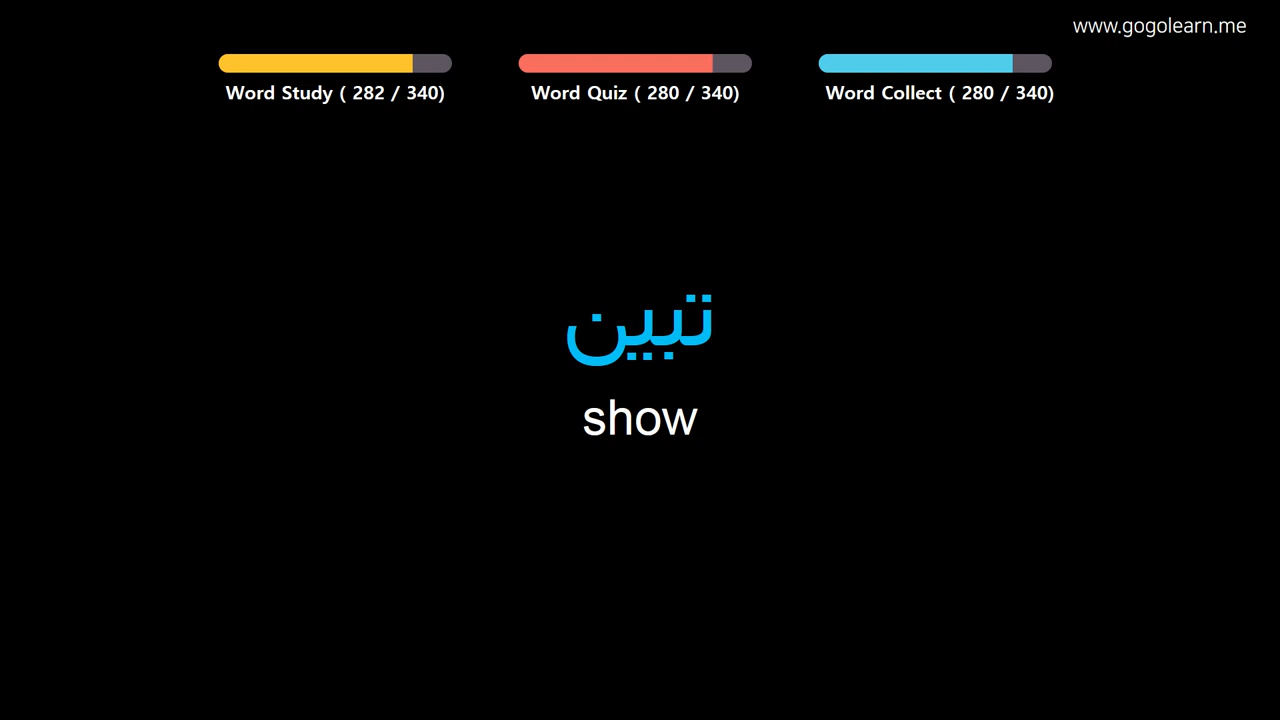 www.gogolearn.me
Word Study ( 282 / 340)
Word Quiz ( 280 / 340)
Word Collect ( 280 / 340)
تبين
show